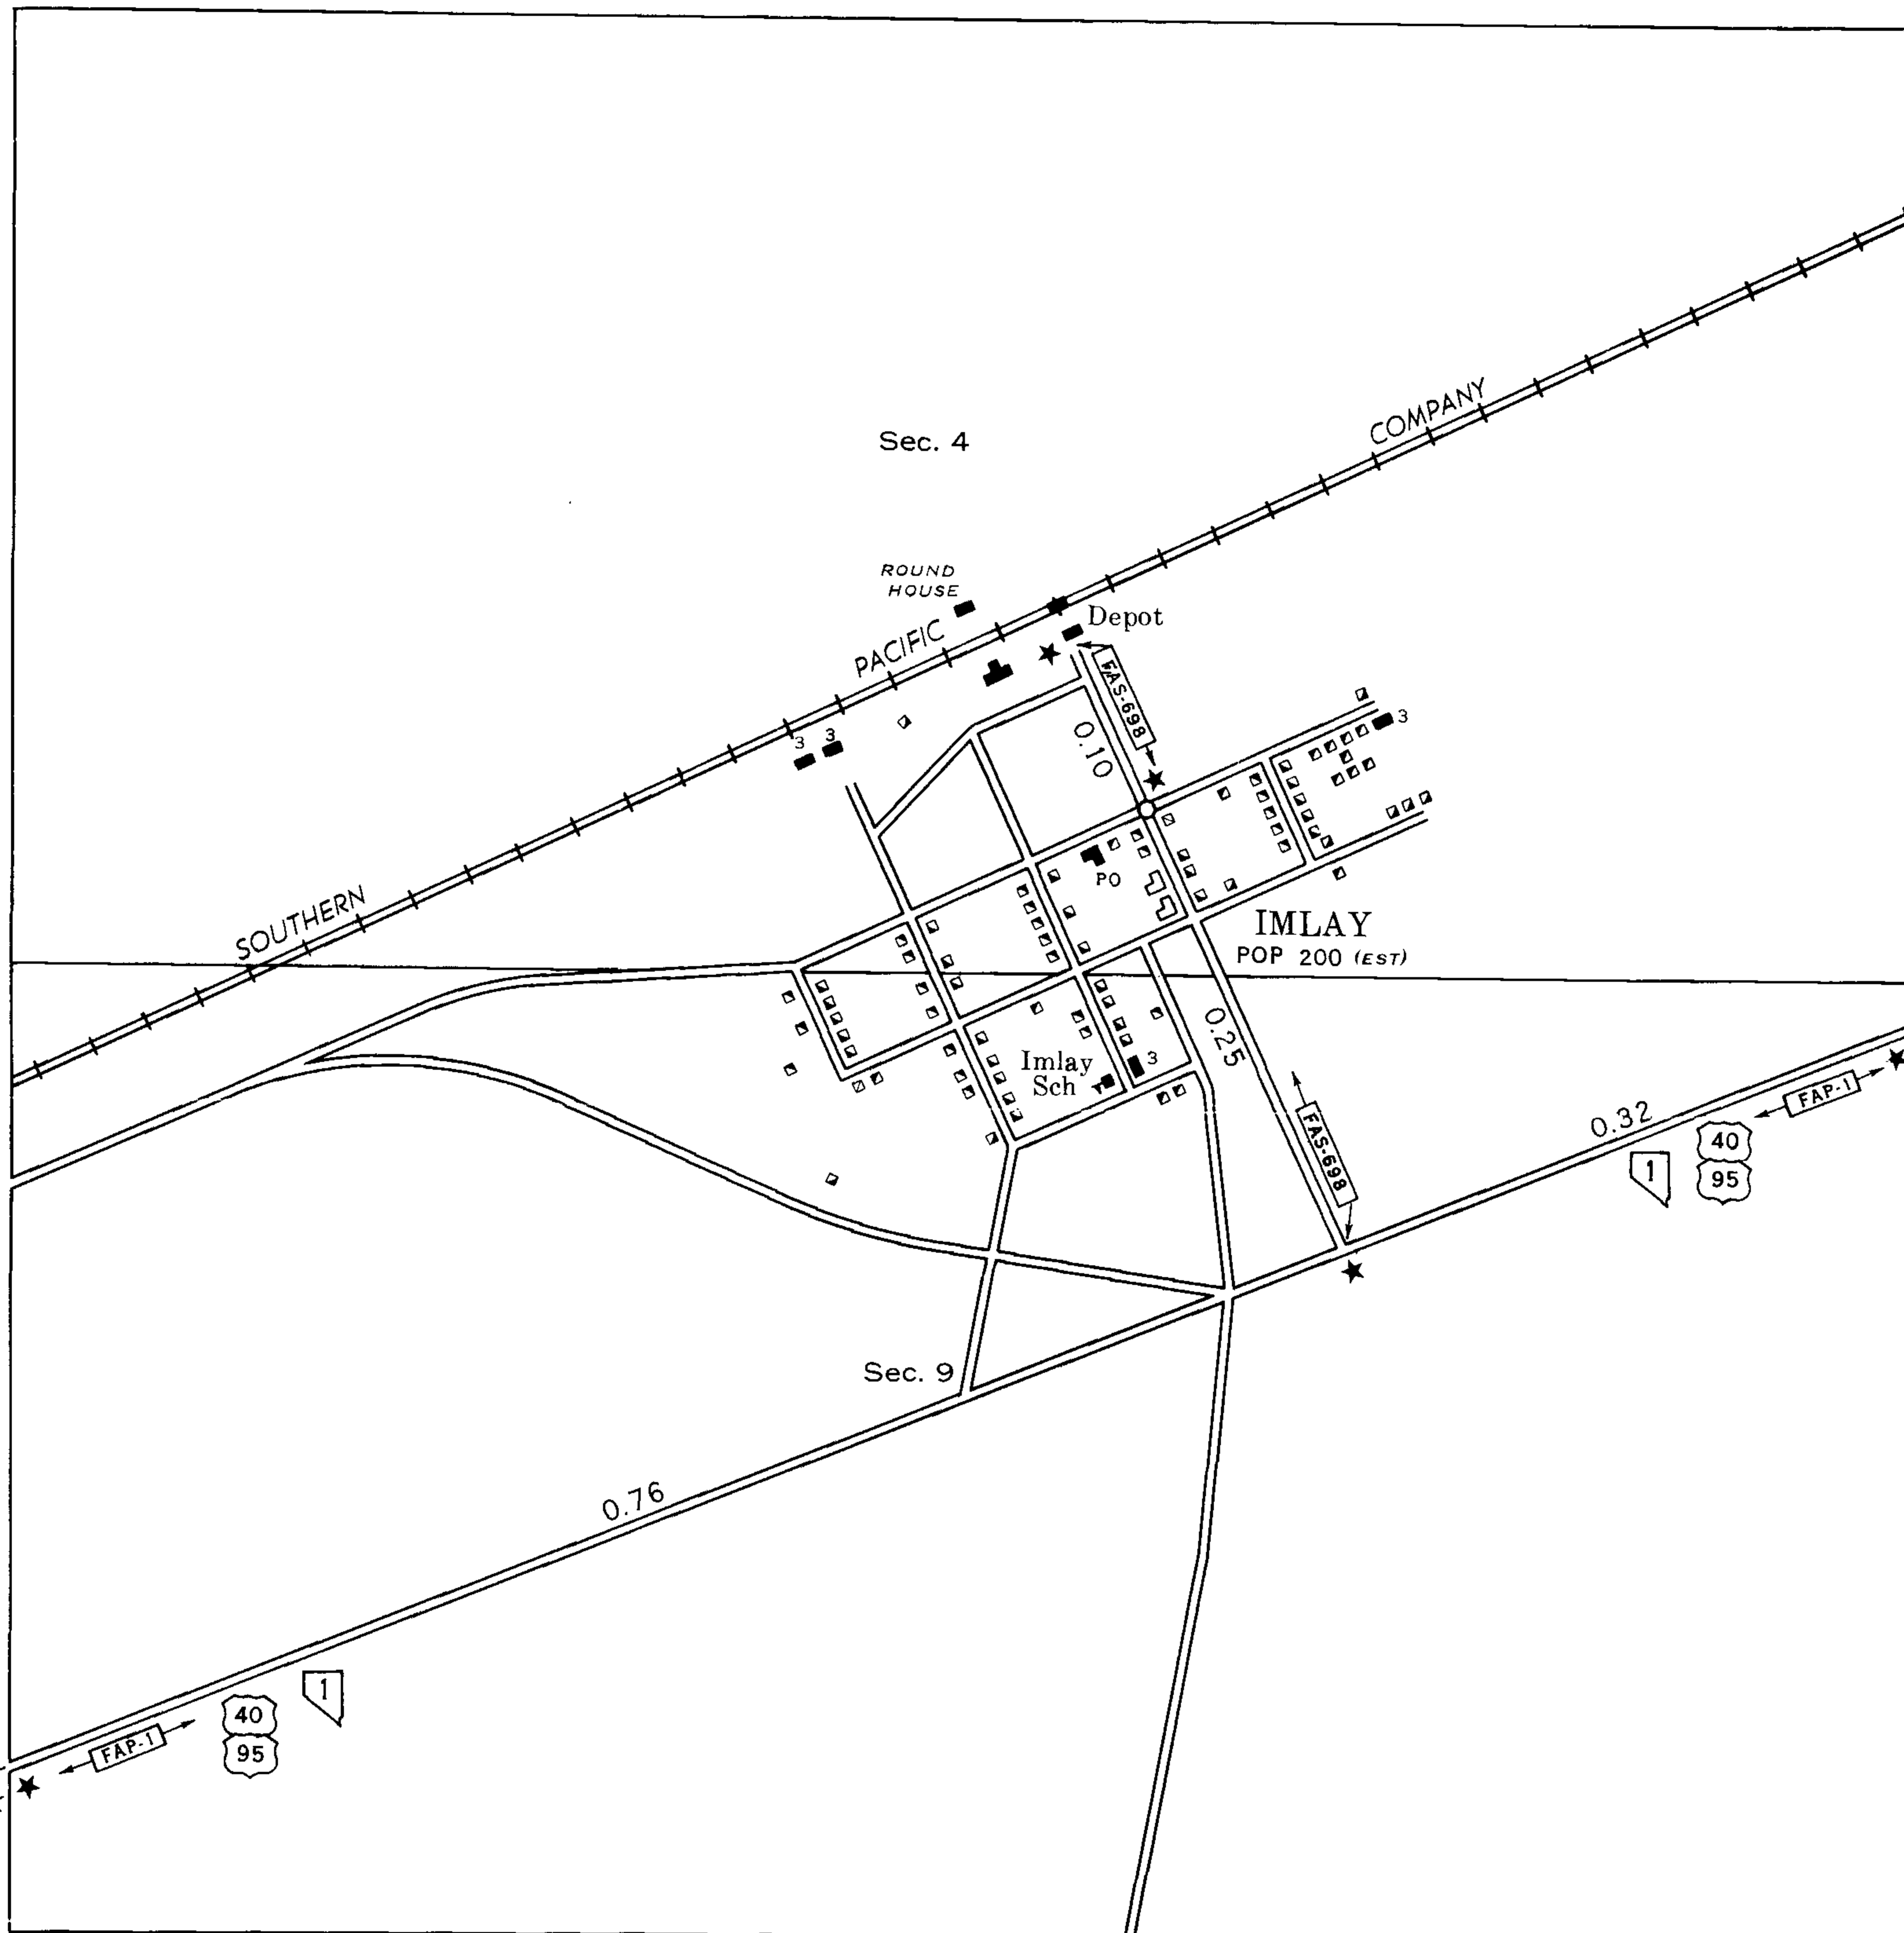 COMPANY
Sec. 4
ROUND
HOUSE
Depot
PACIFIC
FAS-698
3
3
3
0.10
SOUTHERN
PO
IMLAY
POP 200 (EST)
0.25
Imlay
Sch
3
FAS-698
0.32
FAP-1
1
40
95
Sec. 9
0.76
1
40
95
FAP-1